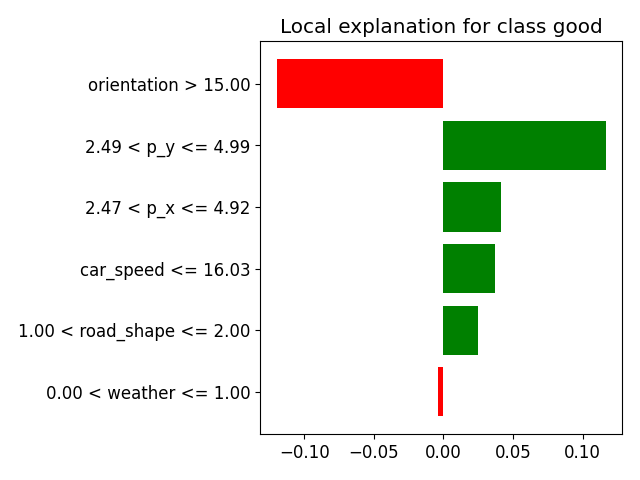 Local explanation for class good
orientation > 15.00
2.49 < p_y <= 4.99
2.47 < p_x <= 4.92
car_speed <= 16.03
1.00 < road_shape <= 2.00
0.00 < weather <= 1.00
−0.10 −0.05 0.00 0.05 0.10